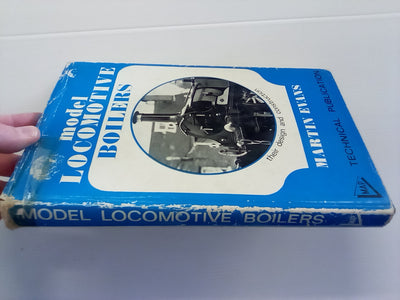 model
LOCOMOTIVE
BOILERS
their design and construction
MARTIN EVANS
TECHNICAL PUBLICATION
MODEL LOCOMOTIVE BOILERS